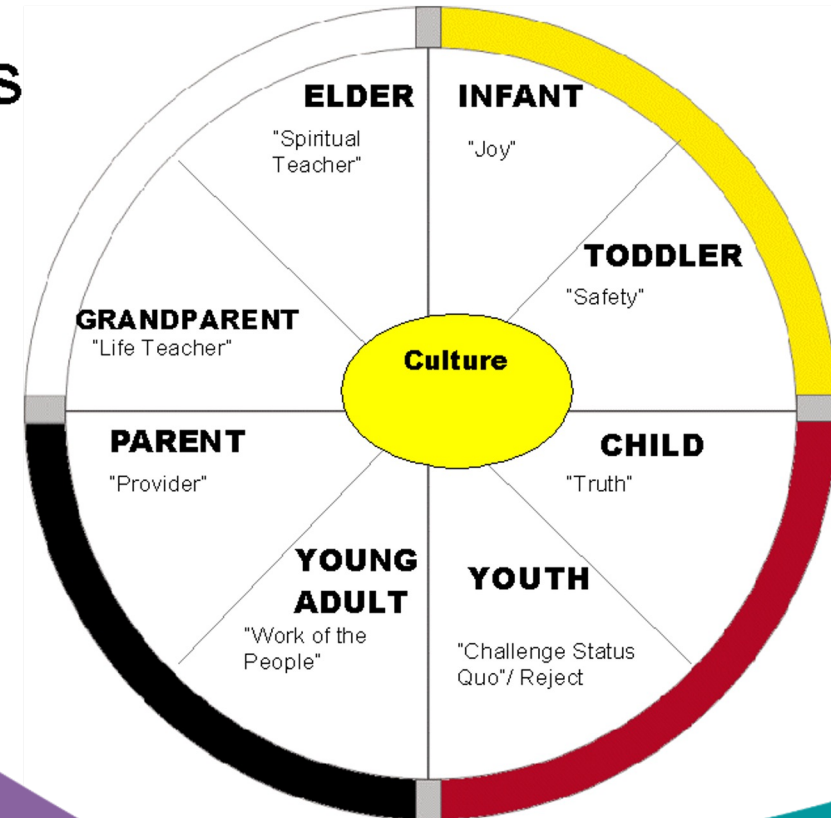 s
ELDER
"Spiritual
Teacher"
INFANT
"Joy"
TODDLER
"Safety"
GRANDPARENT
"Life Teacher"
Culture
PARENT
"Provider"
CHILD
"Truth"
YOUNG
ADULT
"Work of the
People"
YOUTH
"Challenge Status
Quo"/ Reject